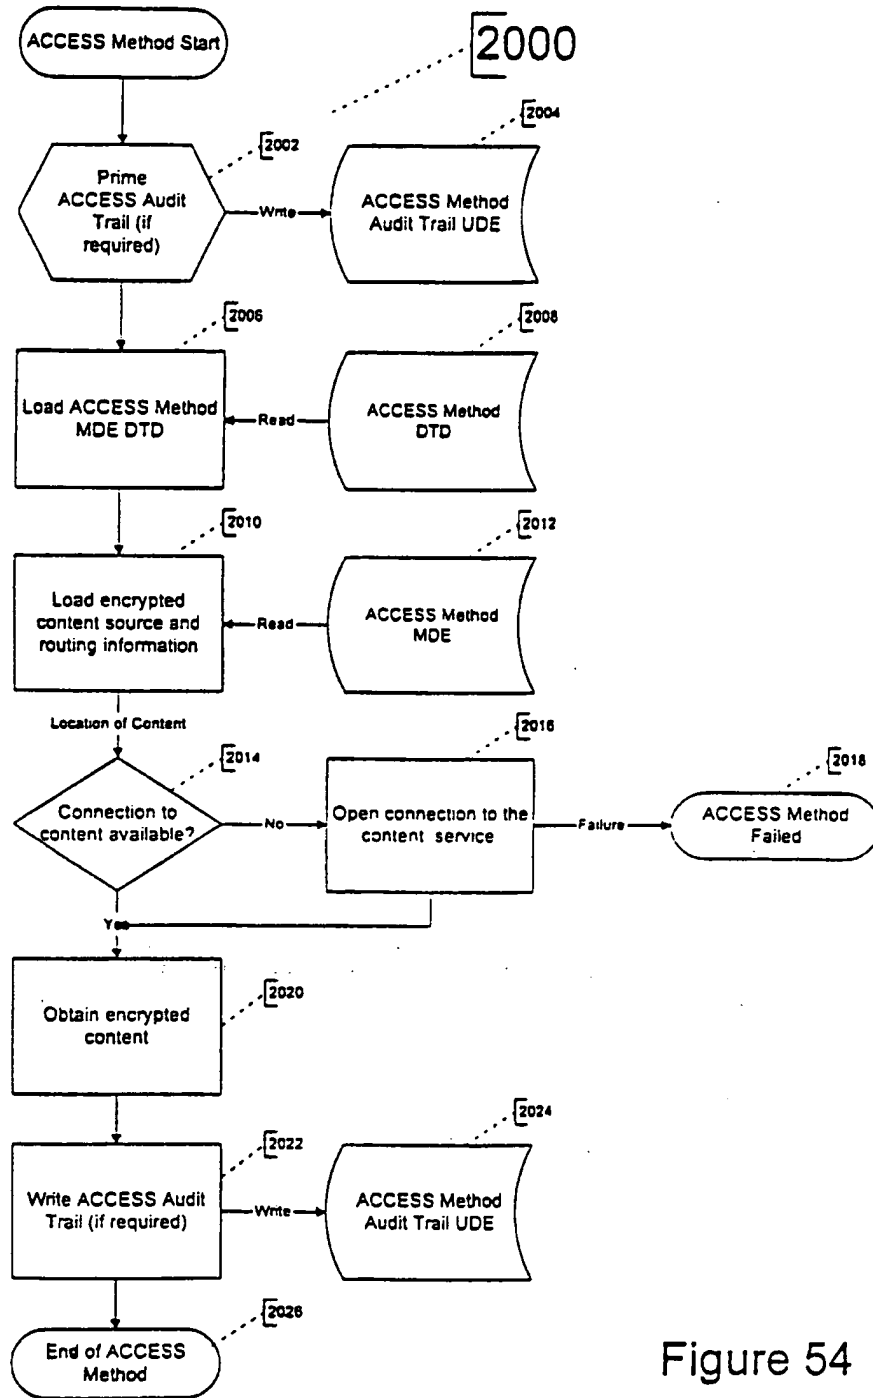 ACCESS Method Start
2000
2002
2004
Prime
ACCESS Audit
Trail (if
required)
Write
ACCESS Method
Audit Trail UDE
2006
2008
Load ACCESS Method
MDE DTD
Read
ACCESS Method
DTD
2010
2012
Load encrypted
content source and
routing information
Read
ACCESS Method
MDE
Location of Content
2014
2016
2018
Connection to
content available?
No
Open connection to the
content service
Failure
ACCESS Method
Failed
Y
2020
Obtain encrypted
content
2022
2024
Write ACCESS Audit
Trail (if required)
Write
ACCESS Method
Audit Trail UDE
2026
End of ACCESS
Method
Figure 54